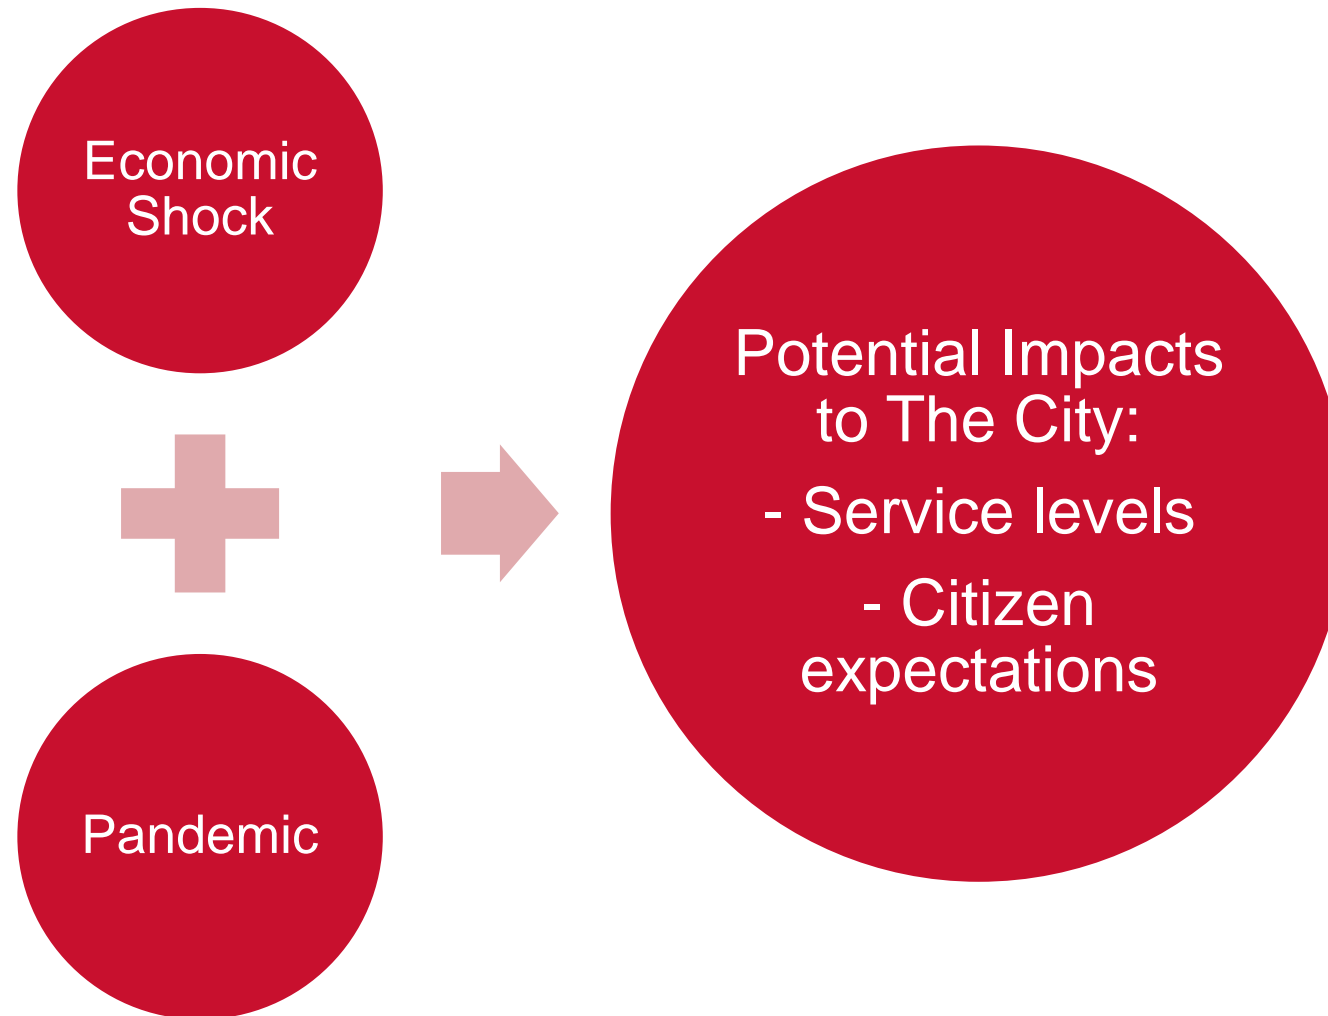 Economic
Shock
Pandemic
Potential Impacts
to The City:
- Service levels
- Citizen
expectations